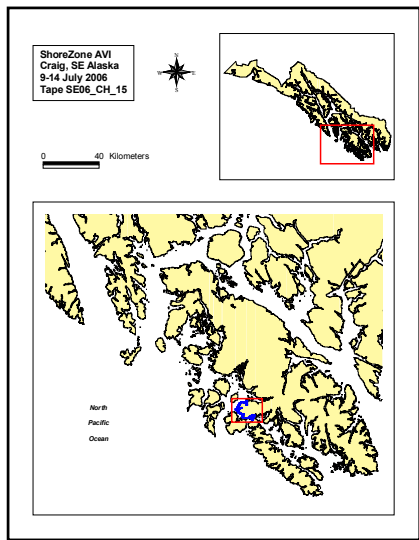 ShoreZone AVI
Craig, SE Alaska
9-14 July 2006
Tape SE06_CH_15
N
W E
S
0 40 Kilometers
North
Pacific
Ocean